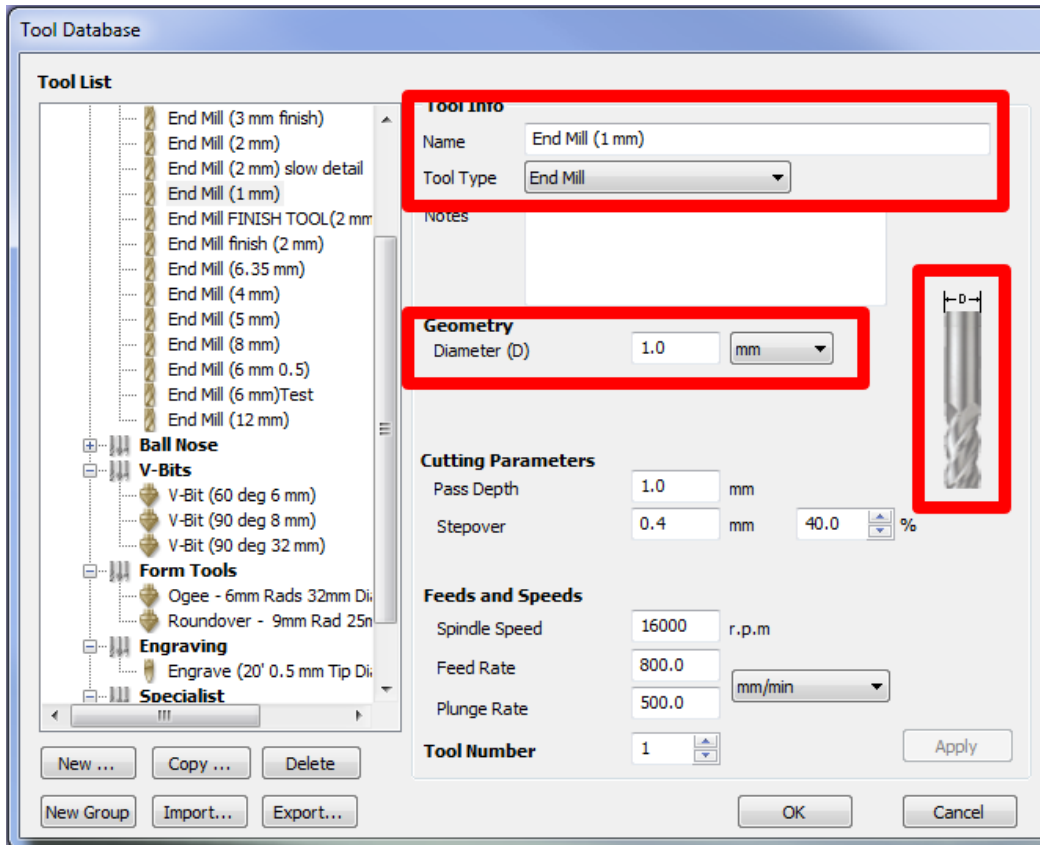 Tool Database
Tool List
End Mill (3 mm finish)
End Mill (2 mm)
End Mill (2 mm) slow detail
End Mill (1 mm)
End Mill FINISH TOOL(2 mm
End Mill finish (2 mm)
End Mill (6.35 mm)
End Mill (4 mm)
End Mill (5 mm)
End Mill (8 mm)
End Mill (6 mm 0.5)
End Mill (6 mm)Test
End Mill (12 mm)
Ball Nose
V-Bits
V-Bit (60 deg 6 mm)
V-Bit (90 deg 8 mm)
V-Bit (90 deg 32 mm)
Form Tools
Ogee - 6mm Rads 32mm Di
Roundover - 9mm Rad 25
Engraving
Engrave (20' 0.5 mm Tip Di
Specialist
New ...
Copy ...
Delete
New Group
Import...
Export...
Tool Info
Name End Mill (1 mm)
Tool Type End Mill
Notes
D
Geometry
Diameter (D) 1.0 mm
Cutting Parameters
Pass Depth 1.0 mm
Stepover 0.4 mm 40.0 %
Feeds and Speeds
Spindle Speed 16000 r.p.m
Feed Rate 800.0
mm/min
Plunge Rate 500.0
Tool Number 1
Apply
OK
Cancel